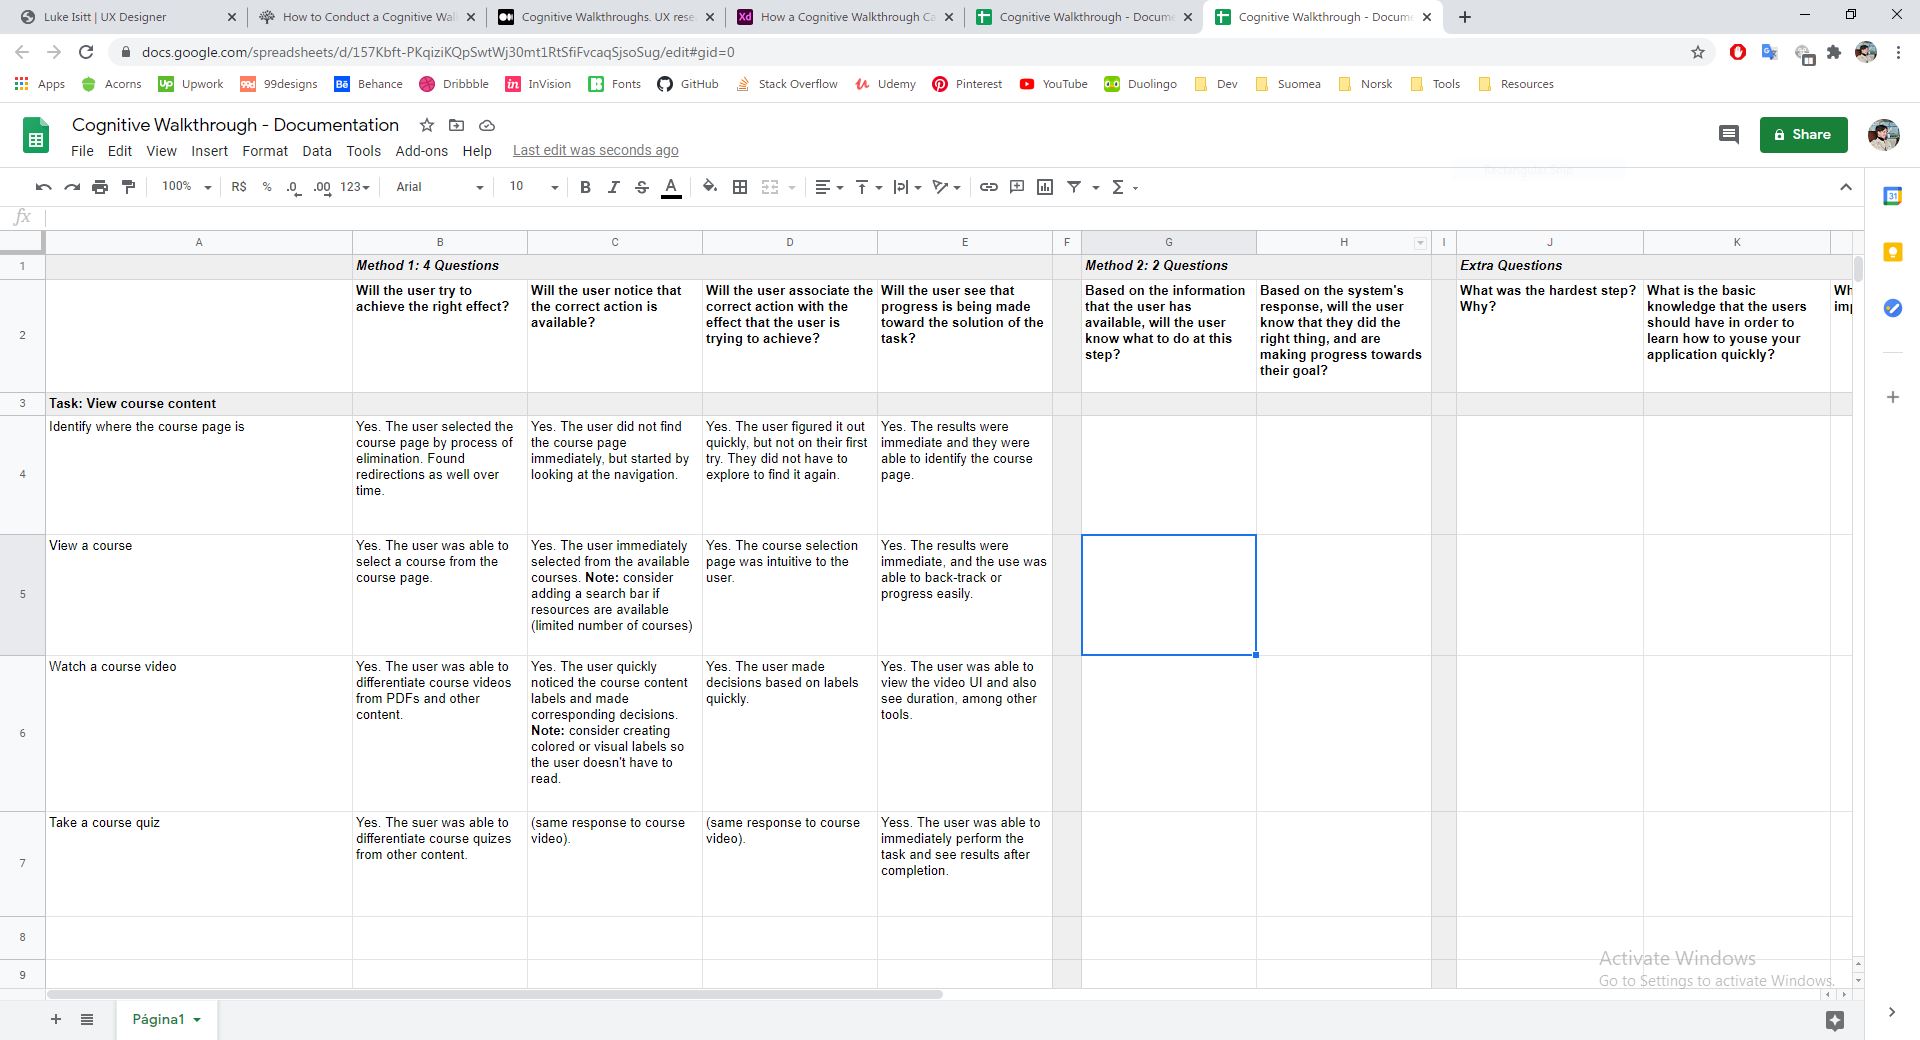 Luke Isitt | UX Designer
How to Conduct a Cognitive Wal
Cognitive Walkthroughs. UX rese
Xd How a Cognitive Walkthrough Ca
Cognitive Walkthrough - Docume
Cognitive Walkthrough - Docume
docs.google.com/spreadsheets/d/157Kbft-PKqiziKQpSwtWj30mt1RtSfiFvcaqSjsoSug/edit#gid=0
Apps Acorns Upwork 99designs Behance Dribbble InVision Fonts GitHub Stack Overflow Udemy Pinterest YouTube Duolingo Dev Suomea Norsk Tools Resources
Cognitive Walkthrough - Documentation
Share
File Edit View Insert Format Data Tools Add-ons Help Last edit was seconds ago
100% R$ % .0 .00 123 Arial 10 B I S A
fx
A B C D E F G H I J K
1 Method 1: 4 Questions Method 2: 2 Questions Extra Questions
2
Will the user try to
achieve the right effect?
Will the user notice that
the correct action is
available?
Will the user associate the
correct action with the
effect that the user is
trying to achieve?
Will the user see that
progress is being made
toward the solution of the
task?
Based on the information
that the user has
available, will the user
know what to do at this
step?
Based on the system's
response, will the user
know that they did the
right thing, and are
making progress towards
their goal?
What was the hardest step?
Why?
What is the basic
knowledge that the users
should have in order to
learn how to youse your
application quickly?
Wh
imp
3 Task: View course content
4
Identify where the course page is
Yes. The user selected the
course page by process of
elimination. Found
redirections as well over
time.
Yes. The user did not find
the course page
immediately, but started by
looking at the navigation.
Yes. The user figured it out
quickly, but not on their first
try. They did not have to
explore to find it again.
Yes. The results were
immediate and they were
able to identify the course
page.
5
View a course
Yes. The user was able to
select a course from the
course page.
Yes. The user immediately
selected from the available
courses. Note: consider
adding a search bar if
resources are available
(limited number of courses)
Yes. The course selection
page was intuitive to the
user.
Yes. The results were
immediate, and the use was
able to back-track or
progress easily.
6
Watch a course video
Yes. The user was able to
differentiate course videos
from PDFs and other
content.
Yes. The user quickly
noticed the course content
labels and made
corresponding decisions.
Note: consider creating
colored or visual labels so
the user doesn't have to
read.
Yes. The user made
decisions based on labels
quickly.
Yes. The user was able to
view the video UI and also
see duration, among other
tools.
7
Take a course quiz
Yes. The suer was able to
differentiate course quizes
from other content.
(same response to course
video).
(same response to course
video).
Yess. The user was able to
immediately perform the
task and see results after
completion.
8
9
Activate Windows
Go to Settings to activate Windows.
Página1